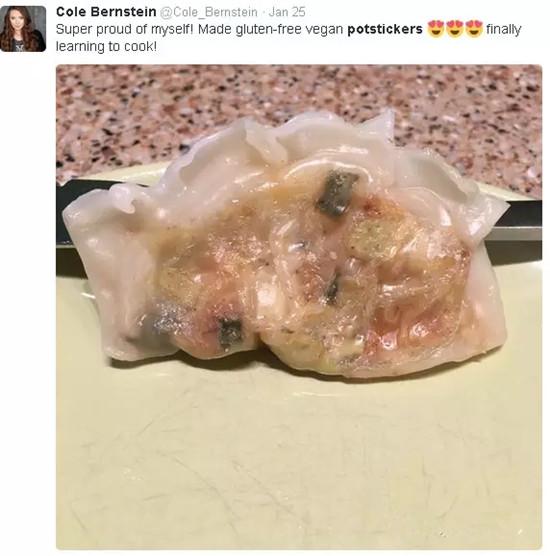 Cole Bernstein @Cole_Bernstein · Jan 25
Super proud of myself! Made gluten-free vegan potstickers 😍😍😍 finally
learning to cook!